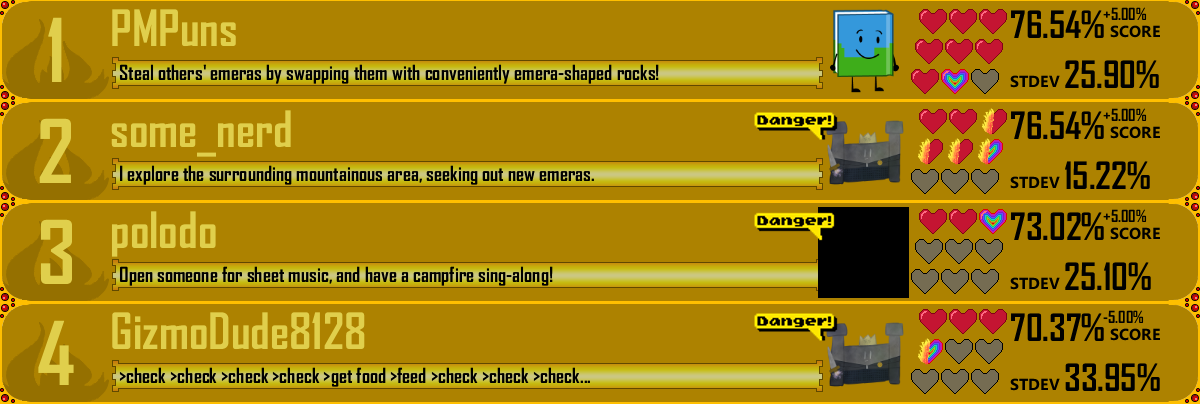 1
PMPuns
Steal others' emeras by swapping them with conveniently emera-shaped rocks!
76.54% +5.00% SCORE
STDEV 25.90%
2
some_nerd
I explore the surrounding mountainous area, seeking out new emeras.
Danger!
76.54% +5.00% SCORE
STDEV 15.22%
3
polodo
Open someone for sheet music, and have a campfire sing-along!
Danger!
73.02% +5.00% SCORE
STDEV 25.10%
4
GizmoDude8128
>check >check >check >check >get food >feed >check >check >check...
Danger!
70.37% -5.00% SCORE
STDEV 33.95%